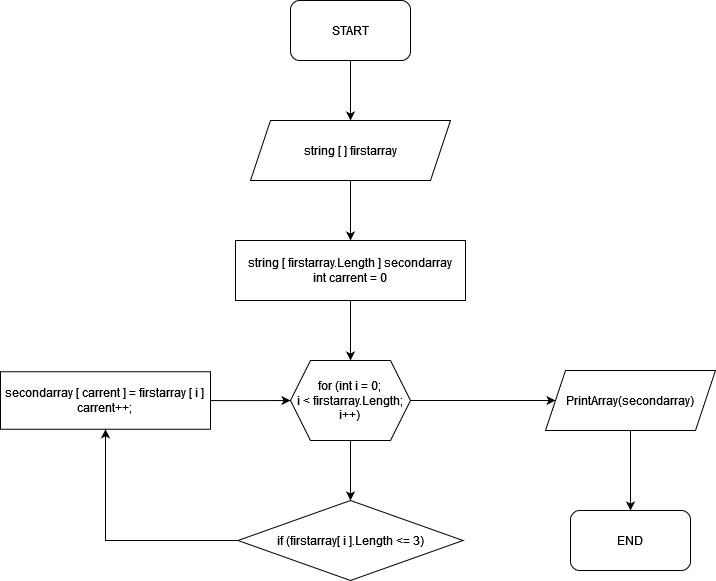 START
string [ ] firstarray
string [ firstarray.Length ] secondarray
int carrent = 0
for (int i = 0;
i < firstarray.Length;
i++)
secondarray [ carrent ] = firstarray [ i ]
carrent++;
PrintArray(secondarray)
if (firstarray[ i ].Length <= 3)
END